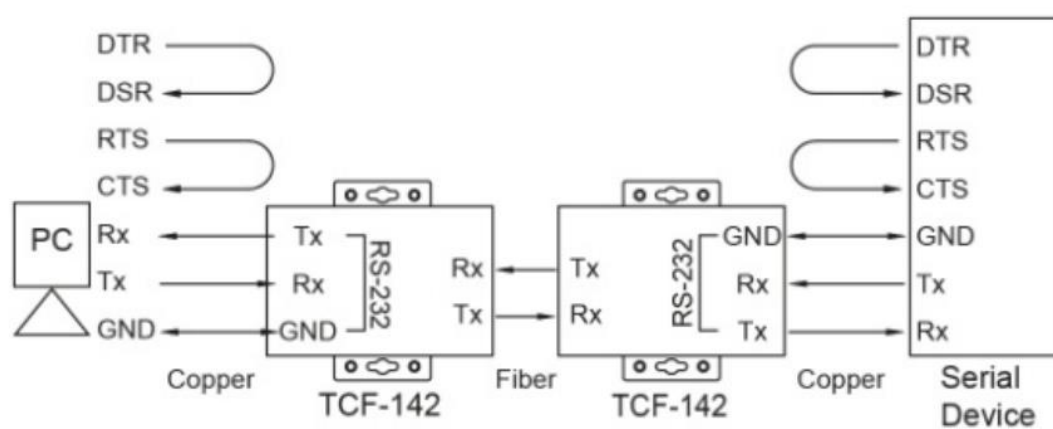 DTR DTR
DSR DSR
RTS RTS
CTS CTS
PC Rx Tx RS-232 GND GND
Rx Tx RS-232
Tx Rx Rx Tx
Tx Rx
GND GND Tx Rx
Copper Fiber Copper Serial
TCF-142 TCF-142 Device